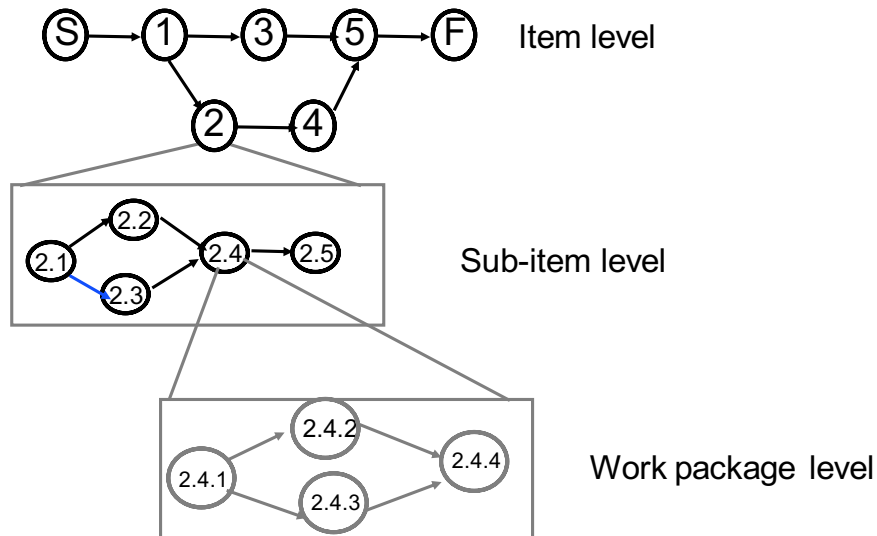 S 1 3 5 F Item level
2 4
2.2
2.1 2.4 2.5 Sub-item level
2.3
2.4.2
2.4.1 2.4.4 Work package level
2.4.3